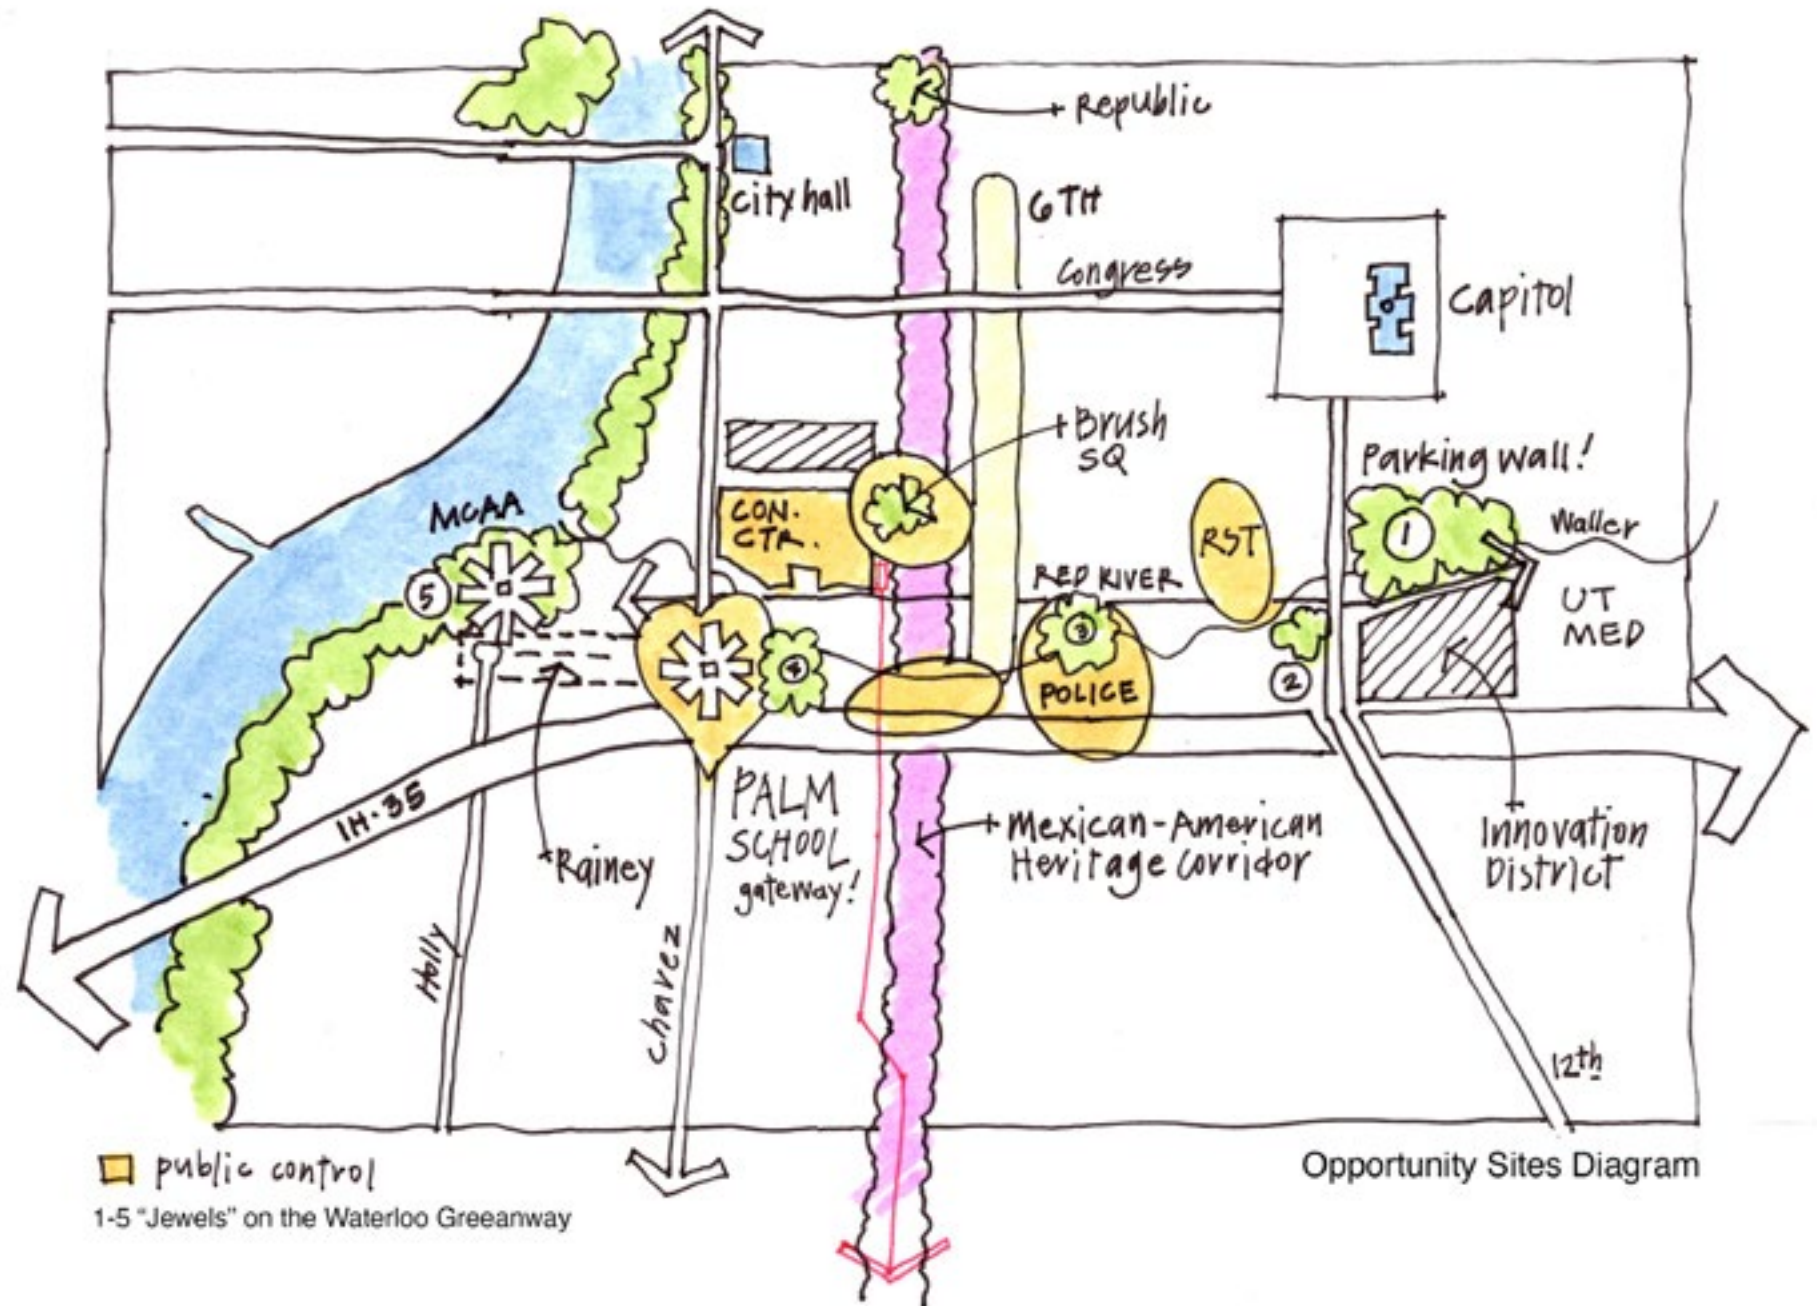 Republic
City hall
6TH
Congress
Capitol
Brush
SQ
Parking wall!
MCAA
CON.
CTR.
RST
1
Waller
5
RED RIVER
3
UT
MED
4
POLICE
2
IH-35
PALM
SCHOOL
gateway!
Rainey
Mexican-American
Heritage Corridor
Innovation
District
Holly
Chavez
12th
public control
Opportunity Sites Diagram
1-5 "Jewels" on the Waterloo Greeanway